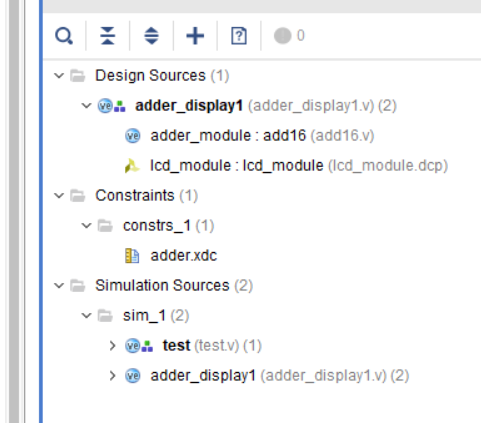 0
Design Sources (1)
adder_display1 (adder_display1.v) (2)
adder_module : add16 (add16.v)
lcd_module : lcd_module (lcd_module.dcp)
Constraints (1)
constrs_1 (1)
adder.xdc
Simulation Sources (2)
sim_1 (2)
test (test.v) (1)
adder_display1 (adder_display1.v) (2)